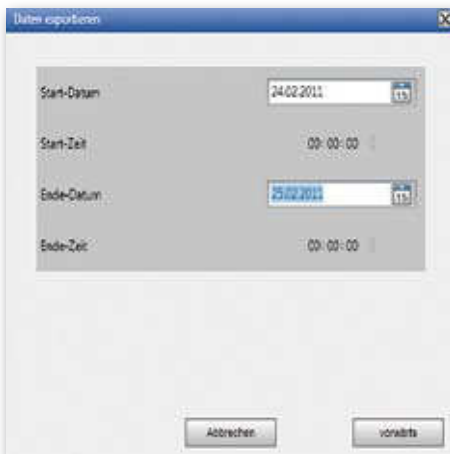 Daten exportieren
Start-Datum 24.02.2011
Start-Zeit 00:00:00
Ende-Datum 25.02.2011
Ende-Zeit 00:00:00
Abbrechen vorwärts